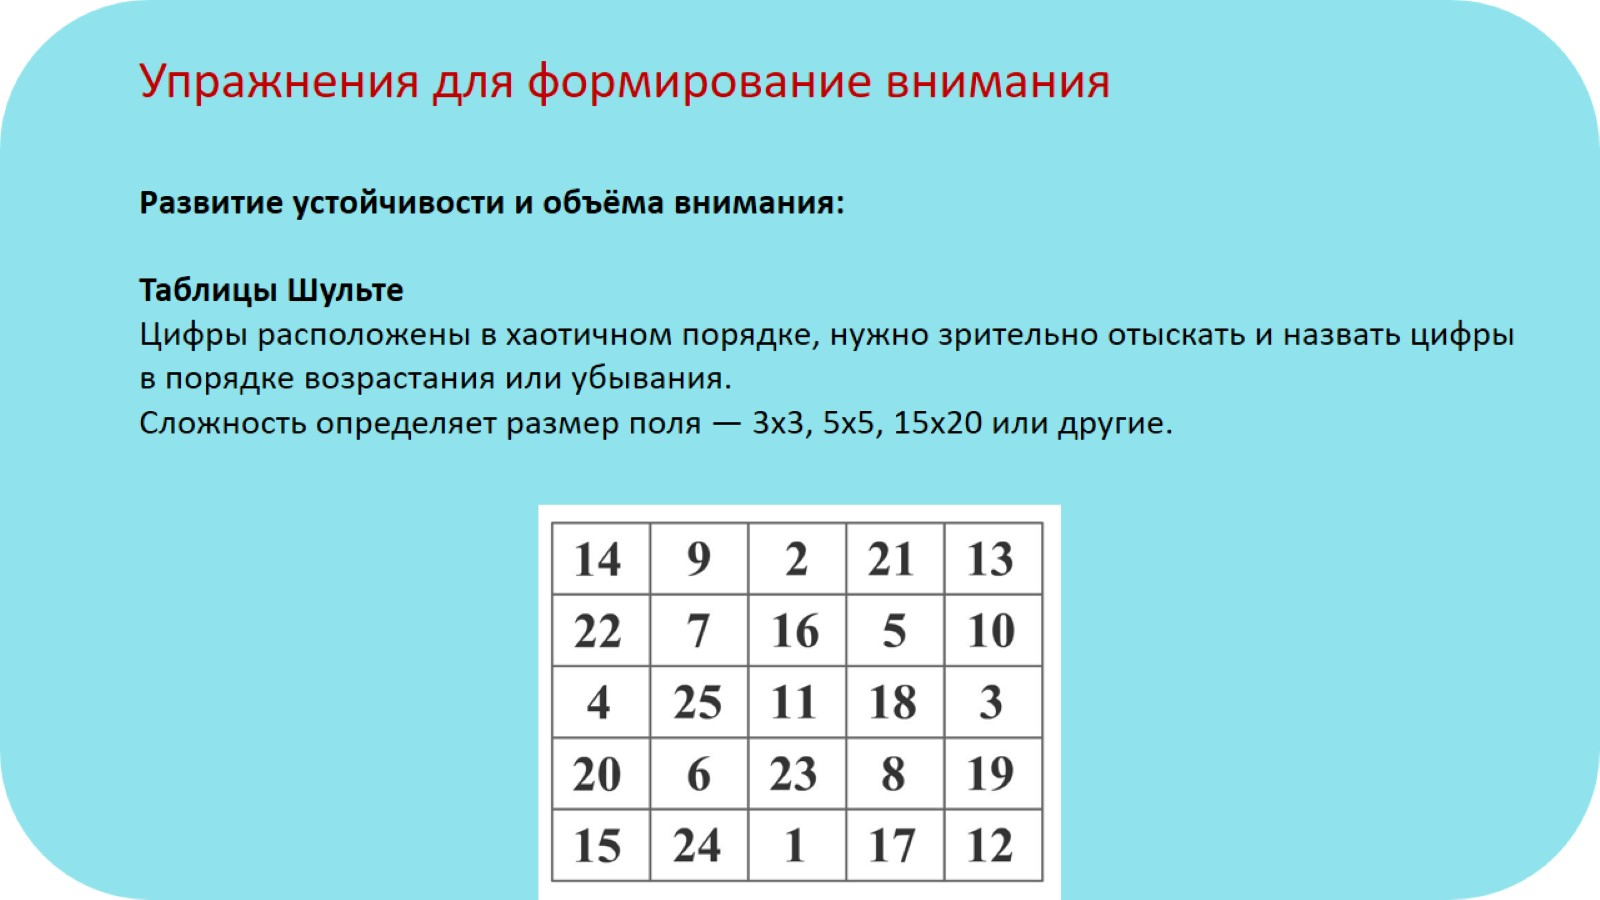 Упражнения для формирование внимания
Развитие устойчивости и объёма внимания:
Таблицы Шульте
Цифры расположены в хаотичном порядке, нужно зрительно отыскать и назвать цифры
в порядке возрастания или убывания.
Сложность определяет размер поля — 3х3, 5х5, 15х20 или другие.
14 9 2 21 13
22 7 16 5 10
4 25 11 18 3
20 6 23 8 19
15 24 1 17 12